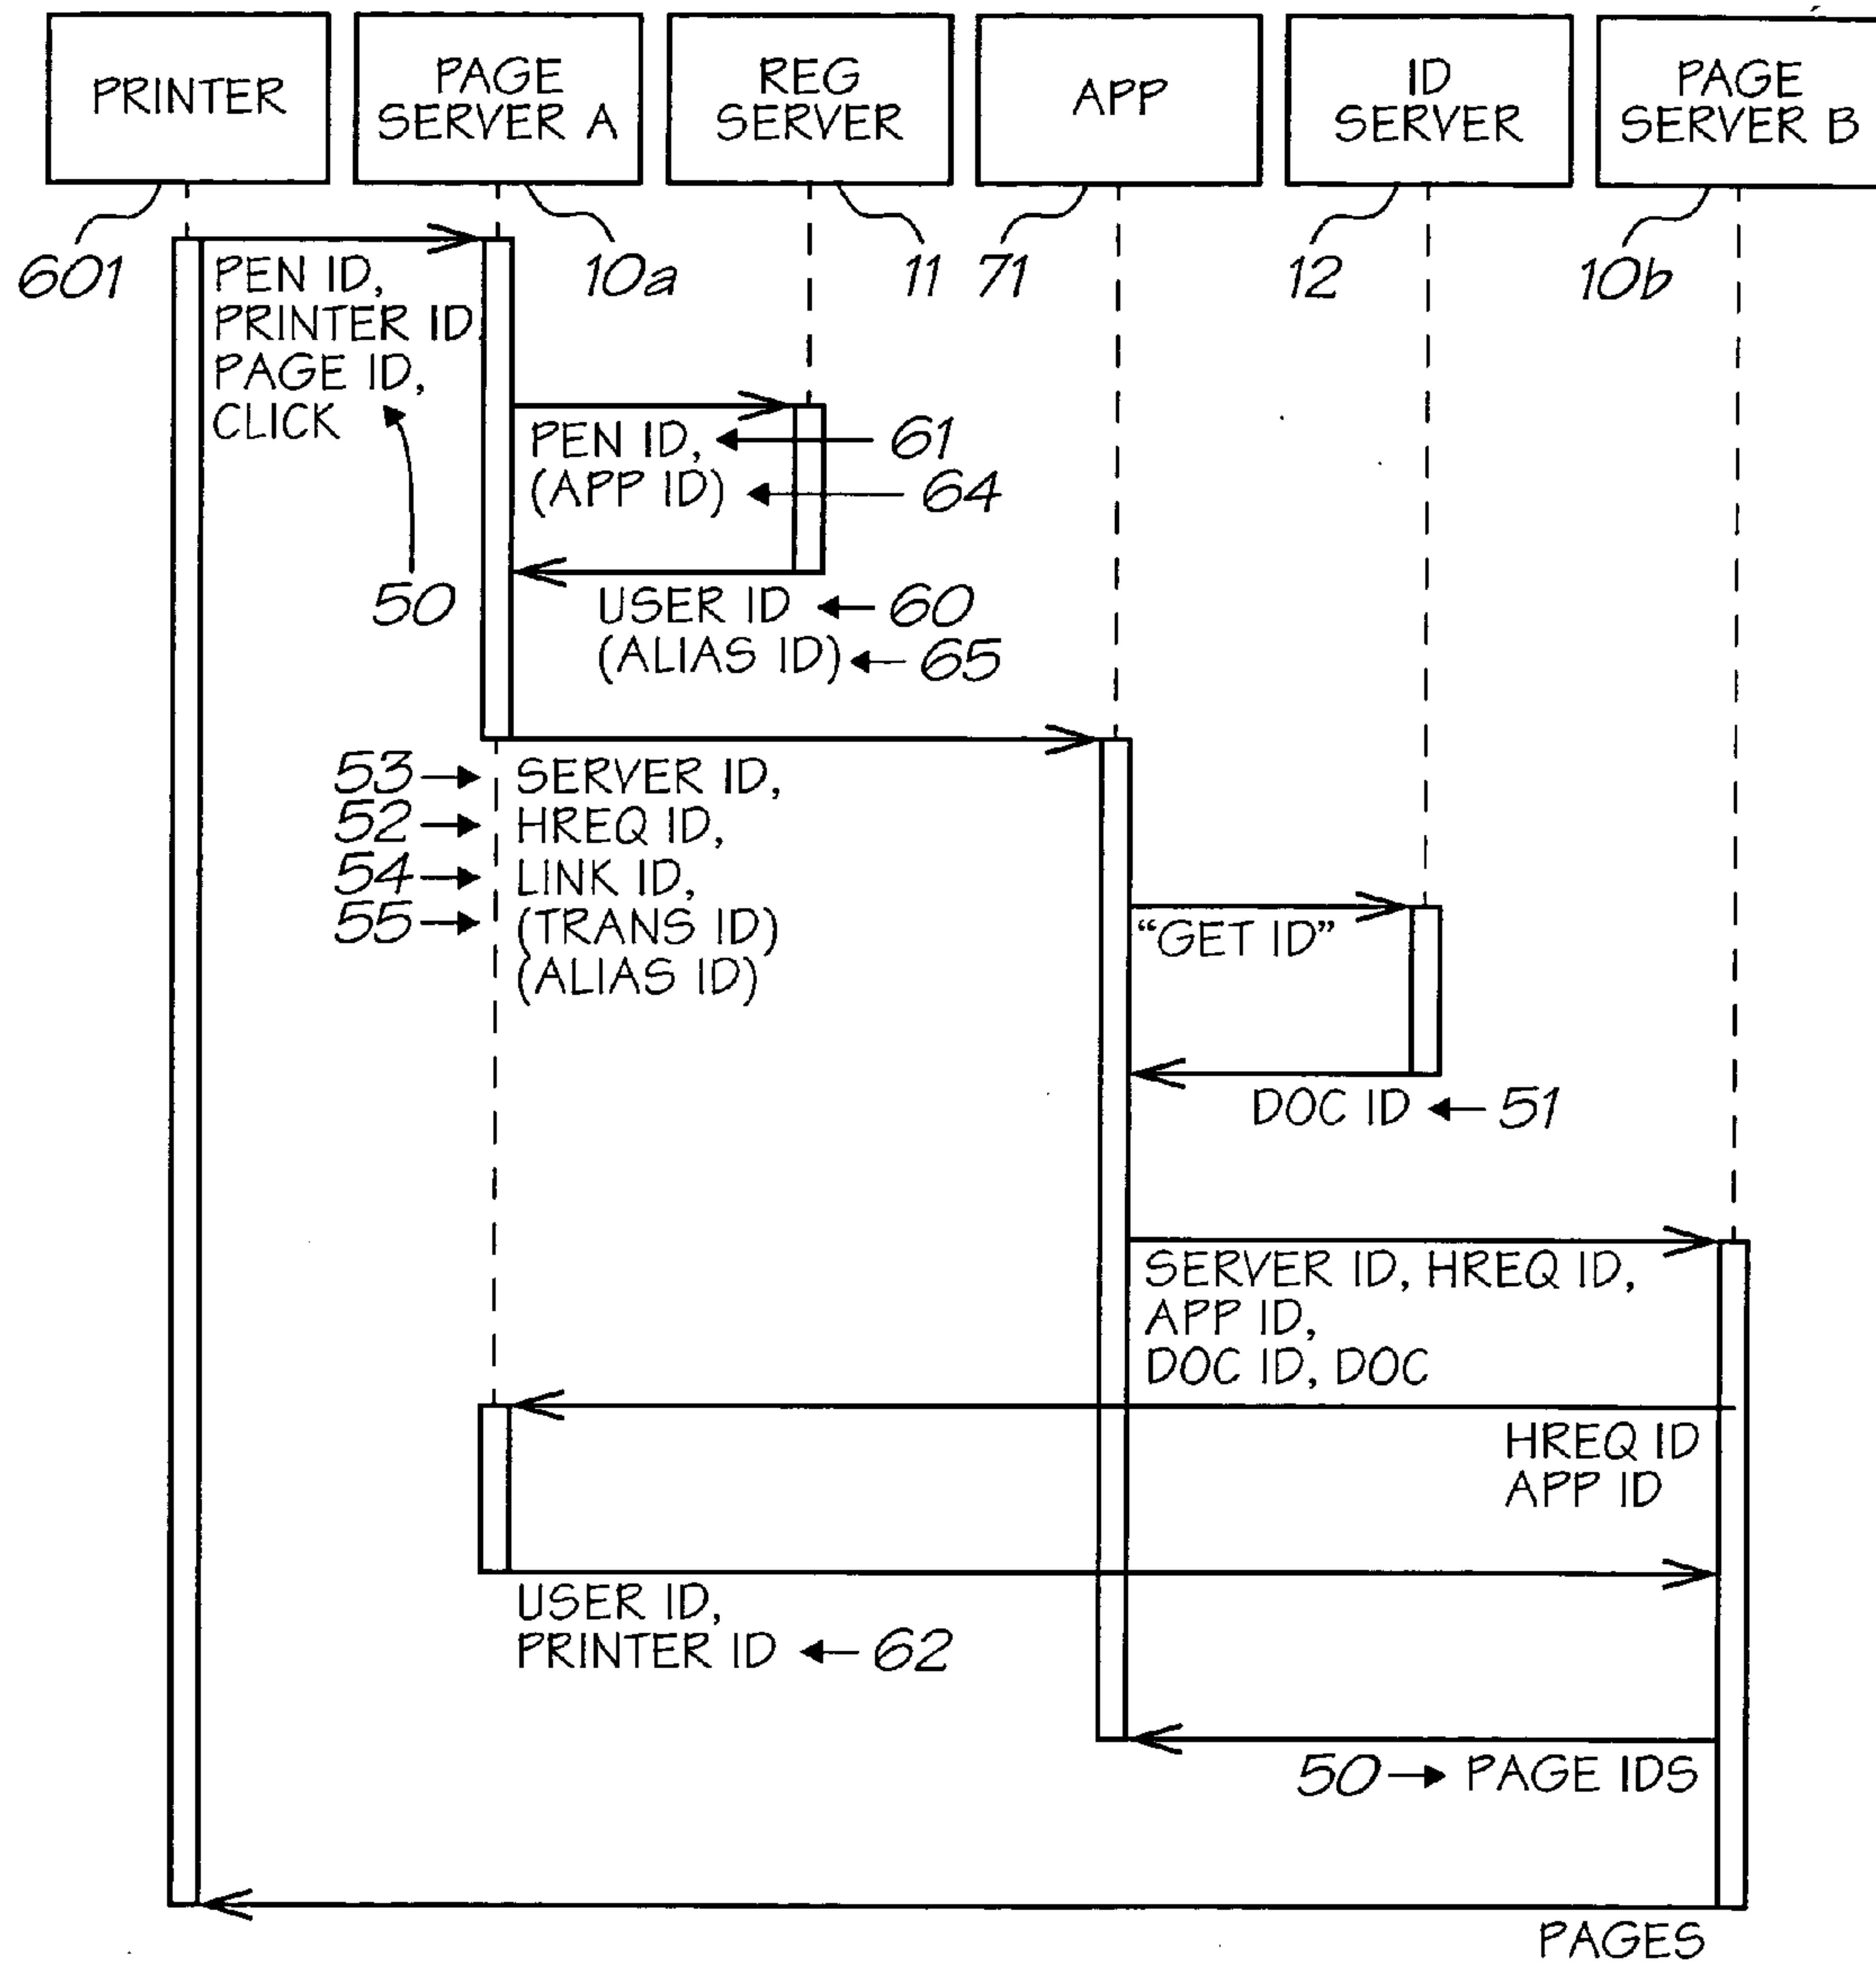 PRINTER
PAGE
SERVER A
REG
SERVER
APP
ID
SERVER
PAGE
SERVER B
601
10a
11
71
12
10b
PEN ID,
PRINTER ID
PAGE ID,
CLICK
50
PEN ID,
61
(APP ID)
64
USER ID
60
(ALIAS ID)
65
53
SERVER ID,
52
HREQ ID,
54
LINK ID,
55
(TRANS ID)
(ALIAS ID)
"GET ID"
DOC ID
51
SERVER ID, HREQ ID,
APP ID,
DOC ID, DOC
HREQ ID
APP ID
USER ID,
PRINTER ID
62
50
PAGE IDS
PAGES